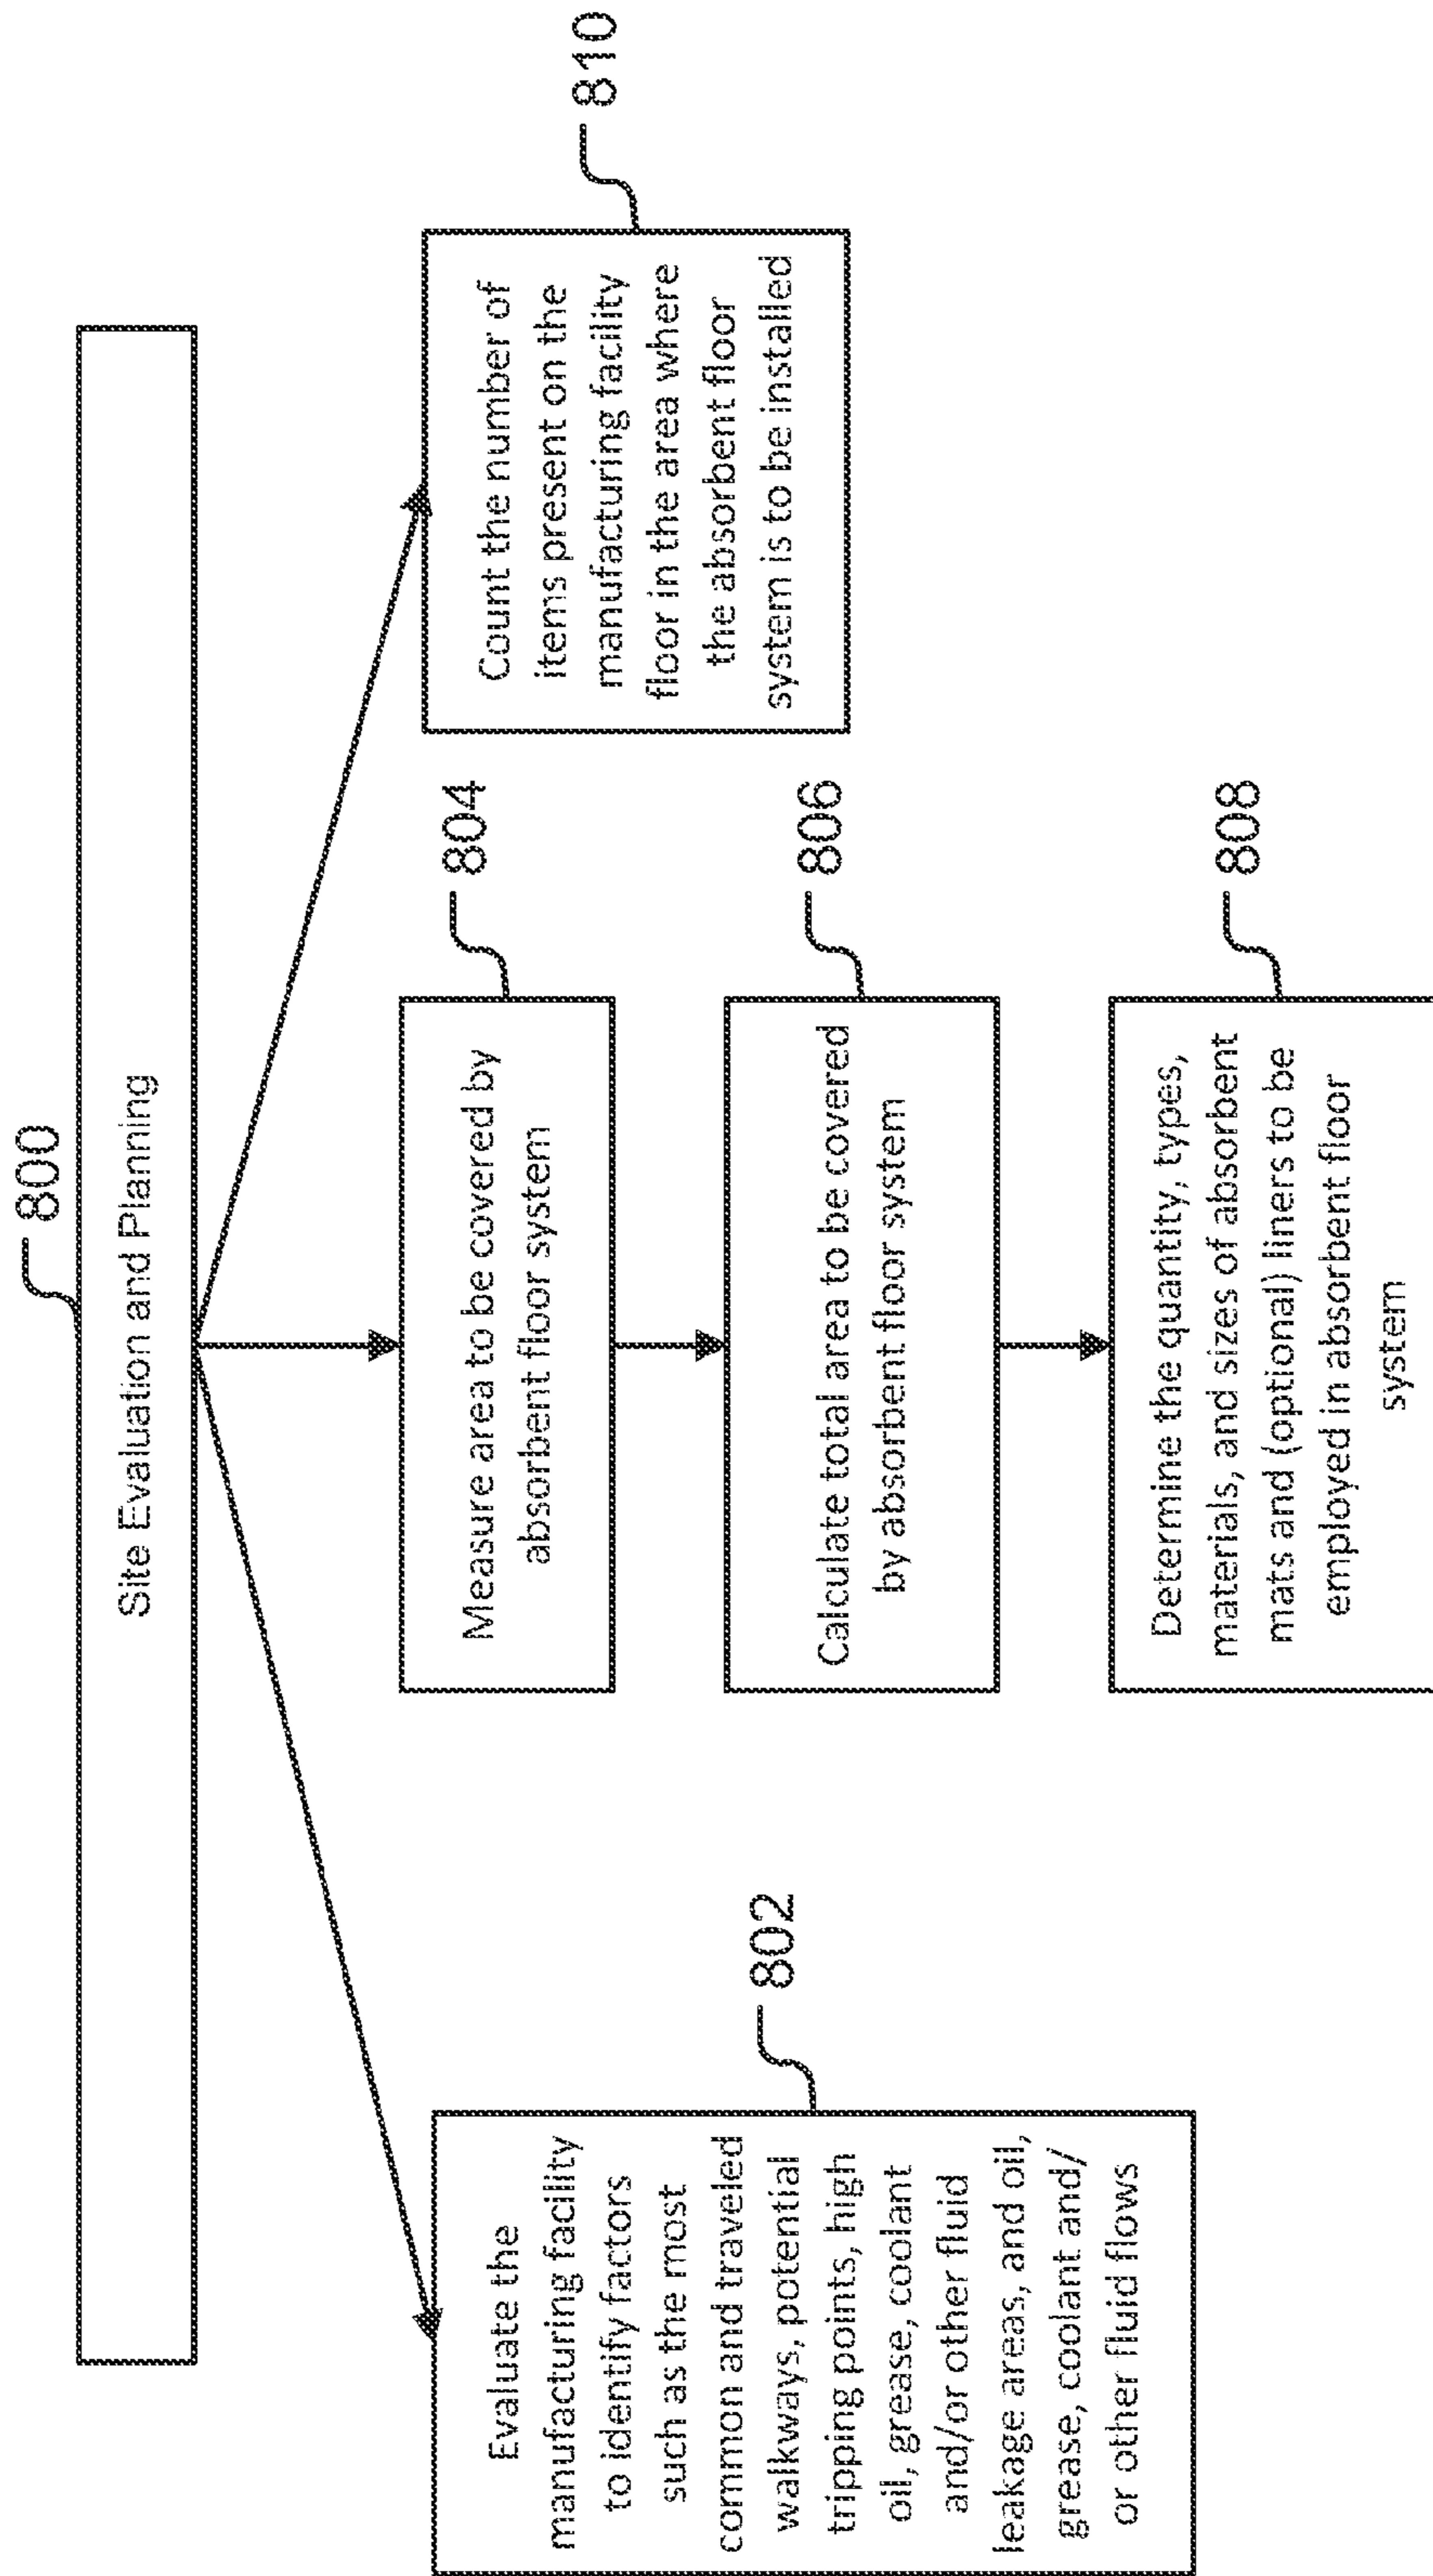 800
Site Evaluation and Planning
Evaluate the
manufacturing facility
to identify factors
such as the most
common and traveled
walkways, potential
tripping points, high
oil, grease, coolant
and/or other fluid
leakage areas, and oil,
grease, coolant and/
or other fluid flows
802
Measure area to be covered by
absorbent floor system
804
Calculate total area to be covered
by absorbent floor system
806
Determine the quantity, types,
materials, and sizes of absorbent
mats and (optional) liners to be
employed in absorbent floor
system
808
Count the number of
items present on the
manufacturing facility
floor in the area where
the absorbent floor
system is to be installed
810